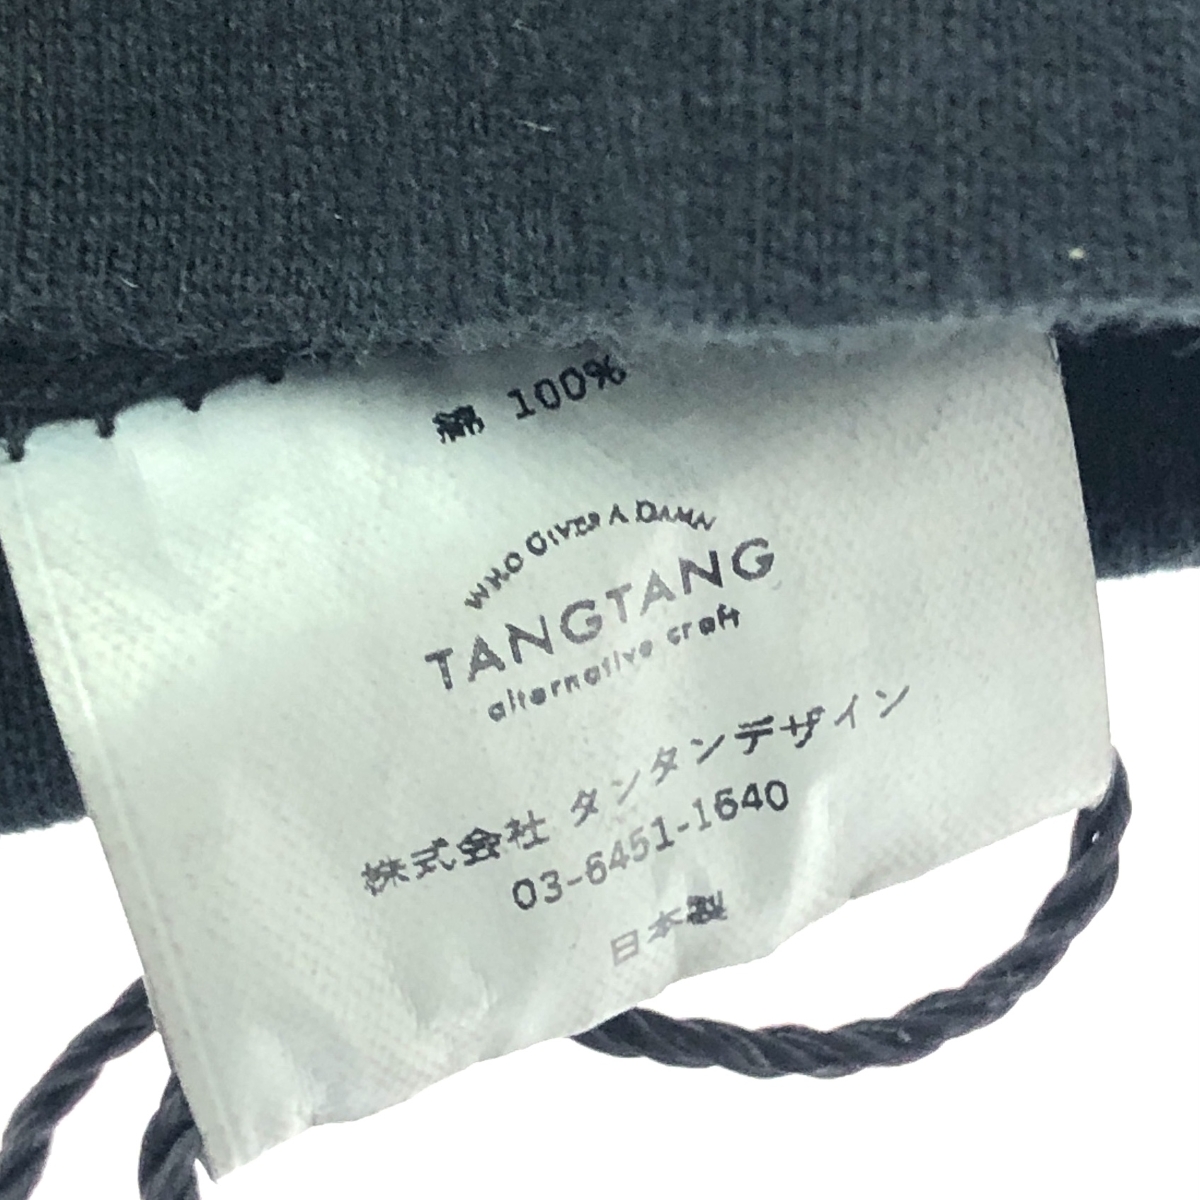 綿 100%
WHO GIVES A DAMN
TANGTANG
alternative craft
株式会社 タンタンデザイン
03-6451-1640
日本製